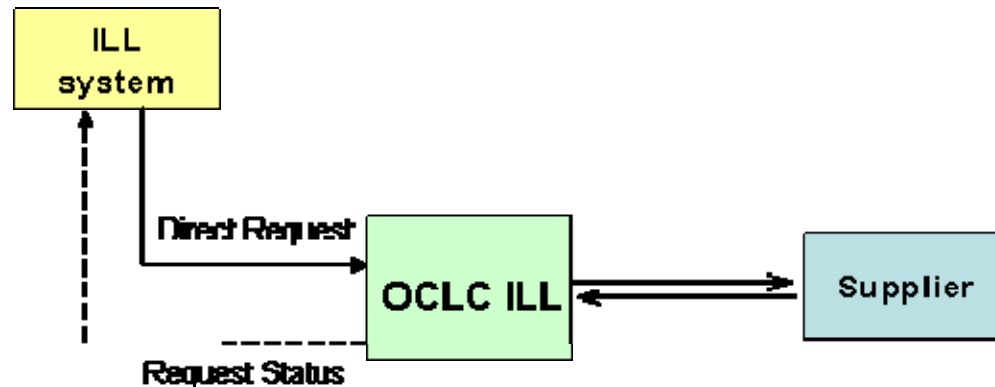 ILL
system
Direct Request
OCLC ILL
Supplier
Request Status